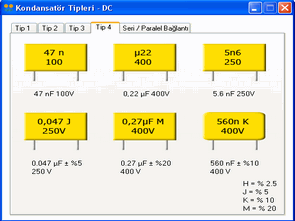 Kondansatör Tipleri - DC
Tip 1 Tip 2 Tip 3 Tip 4 Seri / Paralel Bağlantı
47 n
100
µ22
400
5n6
250
47 nF 100V
0,22 µF 400V
5.6 nF 250V
0,047 J
250V
0,27µF M
400V
560n K
400V
0.047 µF ± %5
250 V
0.27 µF ± %20
400 V
560 nF ± %10
400 V
H = % 2.5
J = % 5
K = % 10
M = % 20